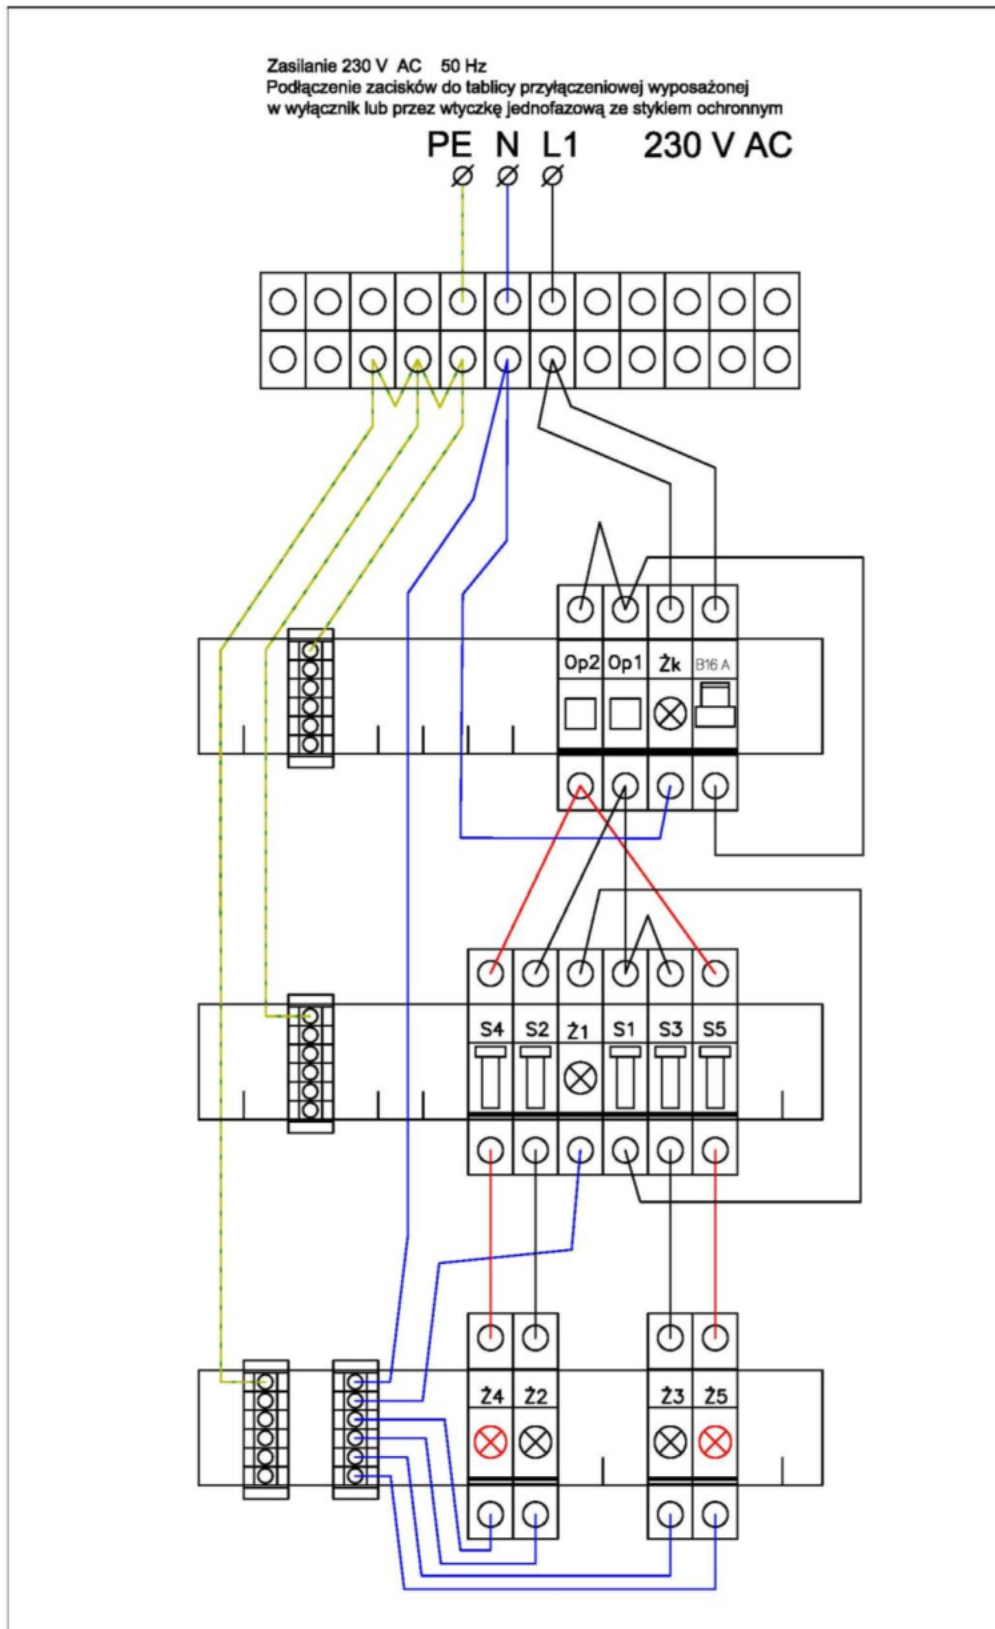 Zasilanie 230 V AC 50 Hz
Podłączenie zacisków do tablicy przyłączeniowej wyposażonej
w wyłącznik lub przez wtyczkę jednofazową ze stykiem ochronnym
PE N L1 230 V AC
Op2 Op1 Żk B16 A
S4 S2 Ż1 S1 S3 S5
Ż4 Ż2 Ż3 Ż5